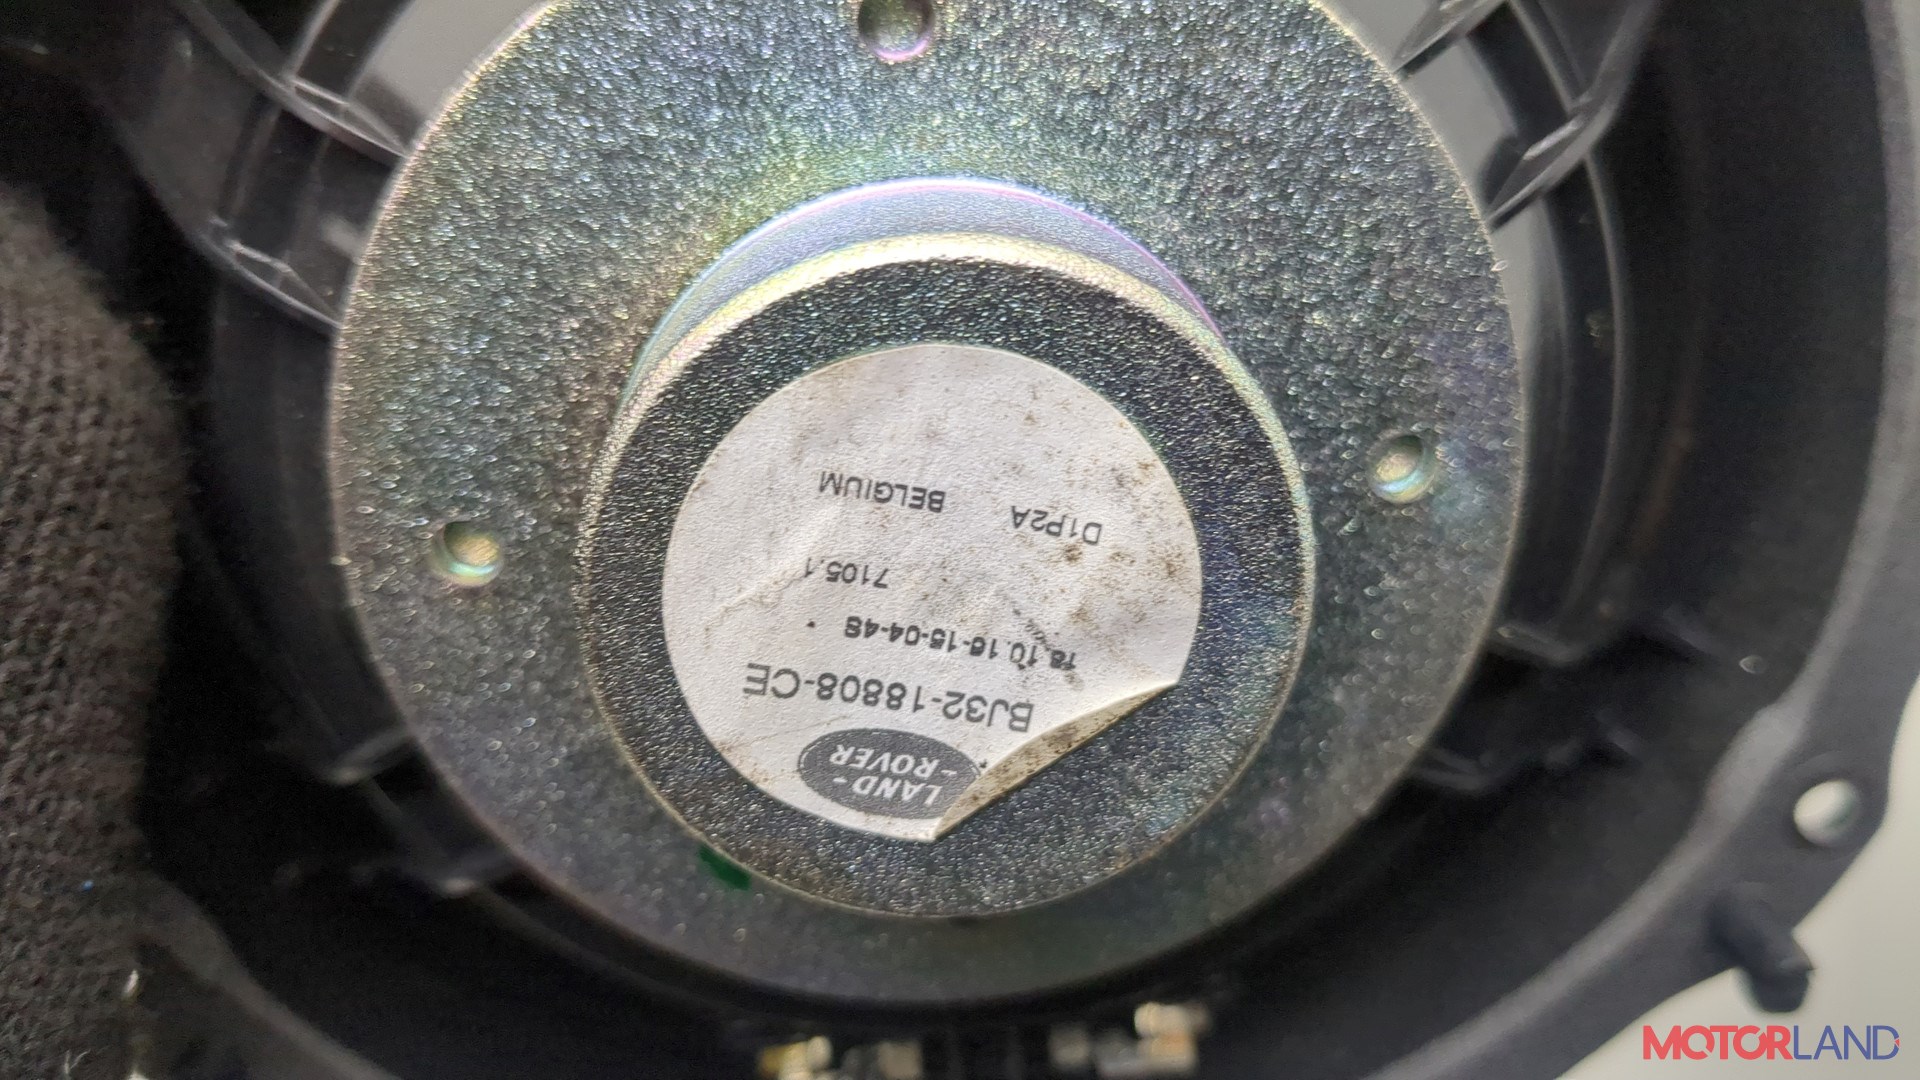 LAND-
-ROVER
BJ32-18808-CE
18.10.16-15-04-48
7105.1
D1P2A BELGIUM
MOTORLAND